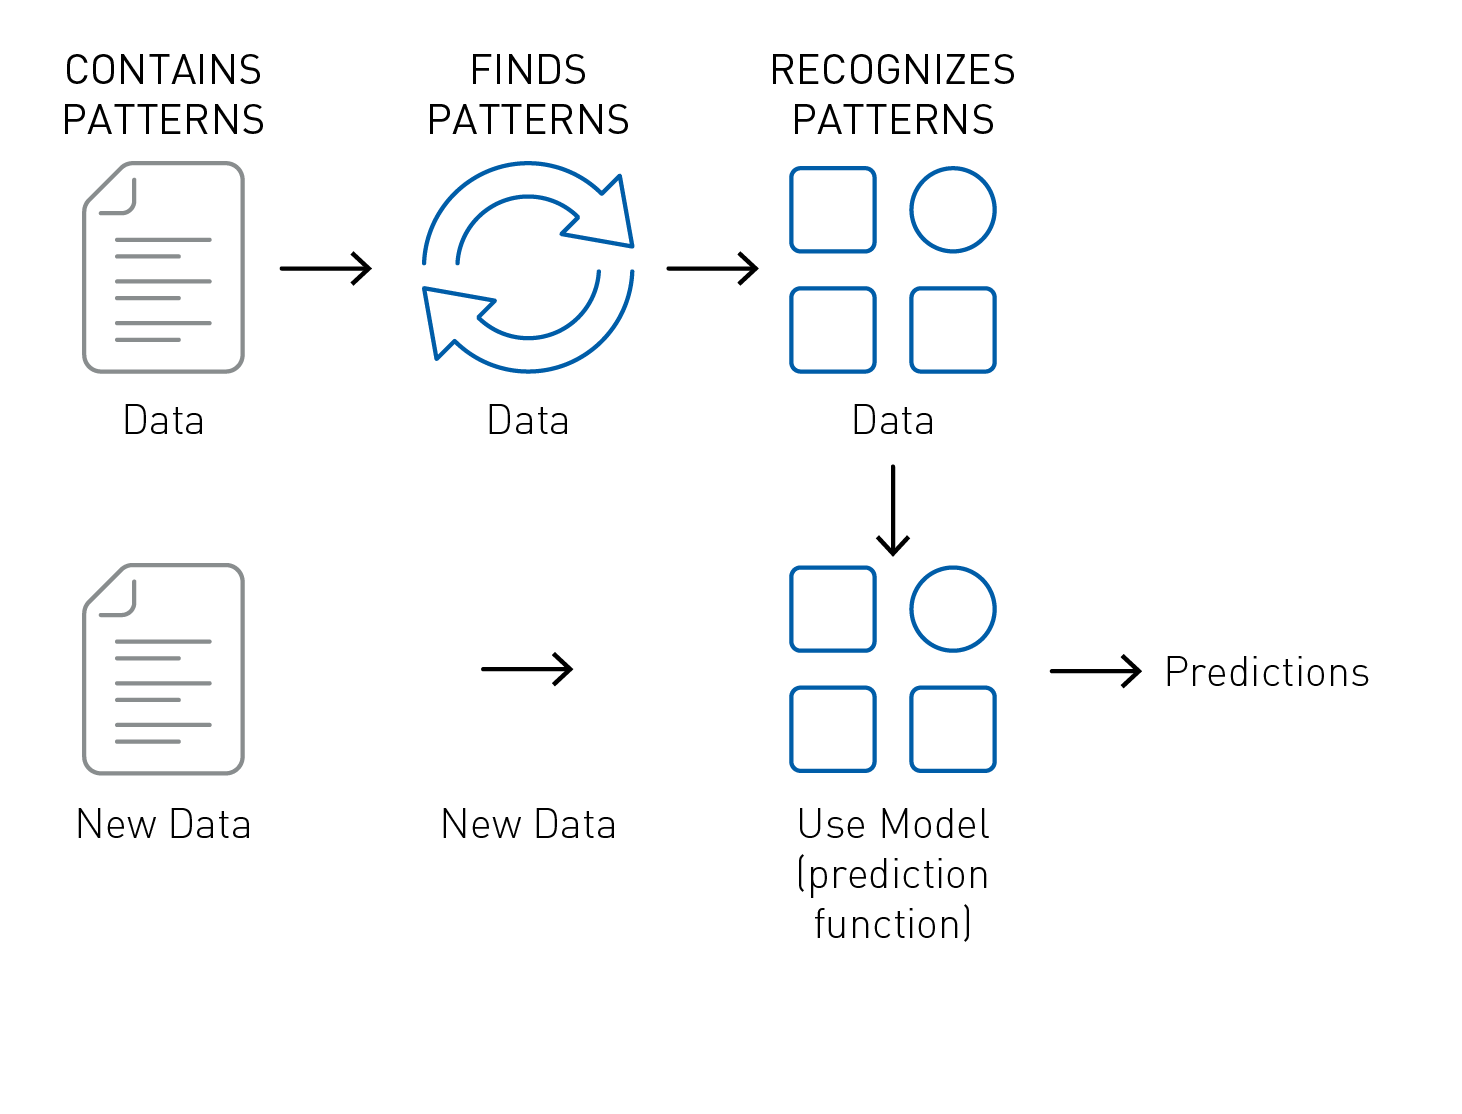 CONTAINS
PATTERNS
FINDS
PATTERNS
RECOGNIZES
PATTERNS
Data
Data
Data
Predictions
New Data
New Data
Use Model
(prediction
function)